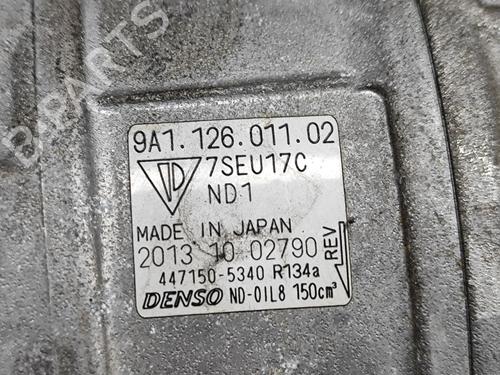 9A1.126.011.02
7SEU17C
ND1
MADE IN JAPAN
2013 10 02790
REV
447150-5340 R134a
DENSO ND-OIL8 150cm³
B-PARTS